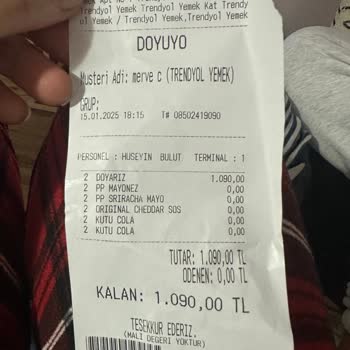 Trendyol Yemek Trendyol Yemek Kat Trendy
ol Yemek / Trendyol Yemek,Trendyol/Yemek
DOYUYO
Musteri Adi: merve c (TRENDYOL YEMEK)
GRUP:
15.01.2025 18:15 T# 08502419090
PERSONEL : HUSEYIN BULUT TERMINAL : 1
2 DOYARIZ 1.090,00
2 PP MAYONEZ 0,00
2 PP SRIRACHA MAYO 0,00
2 ORIGINAL CHEDDAR SOS 0,00
2 KUTU COLA 0,00
2 KUTU COLA 0,00
TUTAR: 1.090,00 TL
ODENEN: 0,00 TL
KALAN: 1.090,00 TL
TESEKKUR EDERIZ.
(MALI DEGERI YOKTUR)